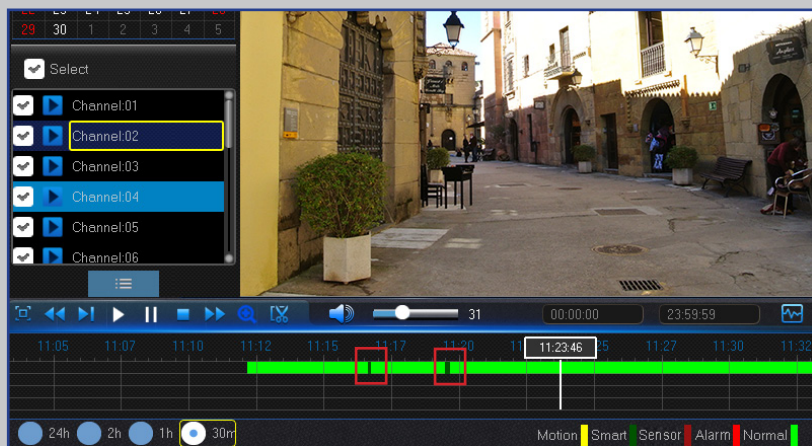 29 30 1 2 3 4 5
Select
Channel:01
Channel:02
Channel:03
Channel:04
Channel:05
Channel:06
31 00:00:00 23:59:59
11:05 11:07 11:10 11:12 11:15 11:17 11:20 11:27 11:30 11:32
11:23:46
24h 2h 1h 30m
Motion Smart Sensor Alarm Normal